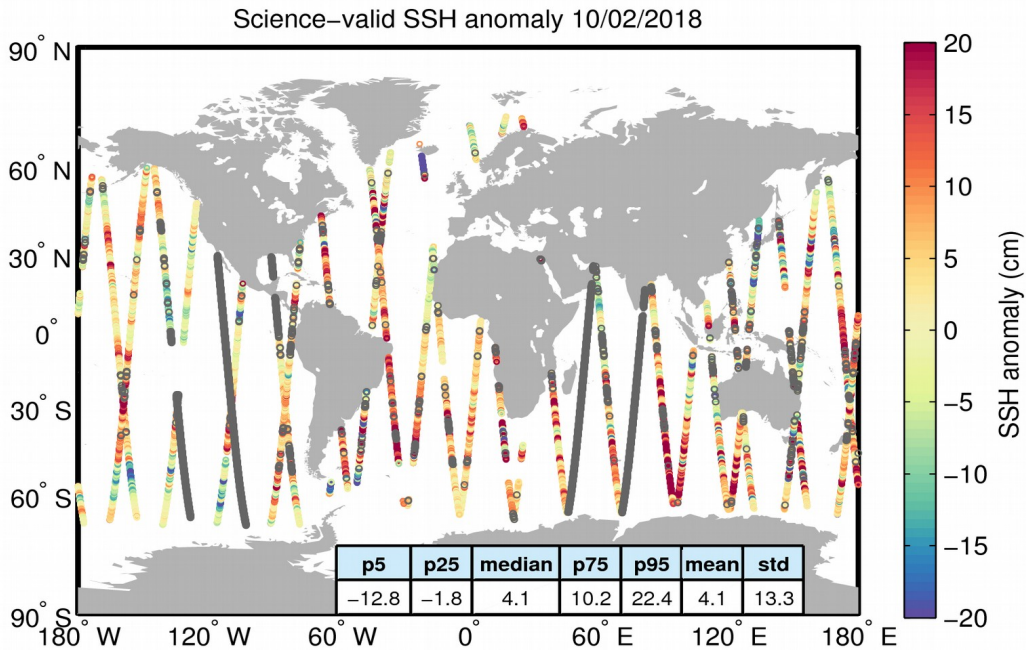 Science−valid SSH anomaly 10/02/2018
90° N
60° N
30° N
0°
30° S
60° S
90° S
180° W
120° W
60° W
0°
60° E
120° E
180° E
p5 p25 median p75 p95 mean std
−12.8 −1.8 4.1 10.2 22.4 4.1 13.3
20
15
10
5
0
−5
−10
−15
−20
SSH anomaly (cm)